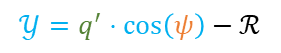 𝒴 = q′ · cos(ψ) − ℛ